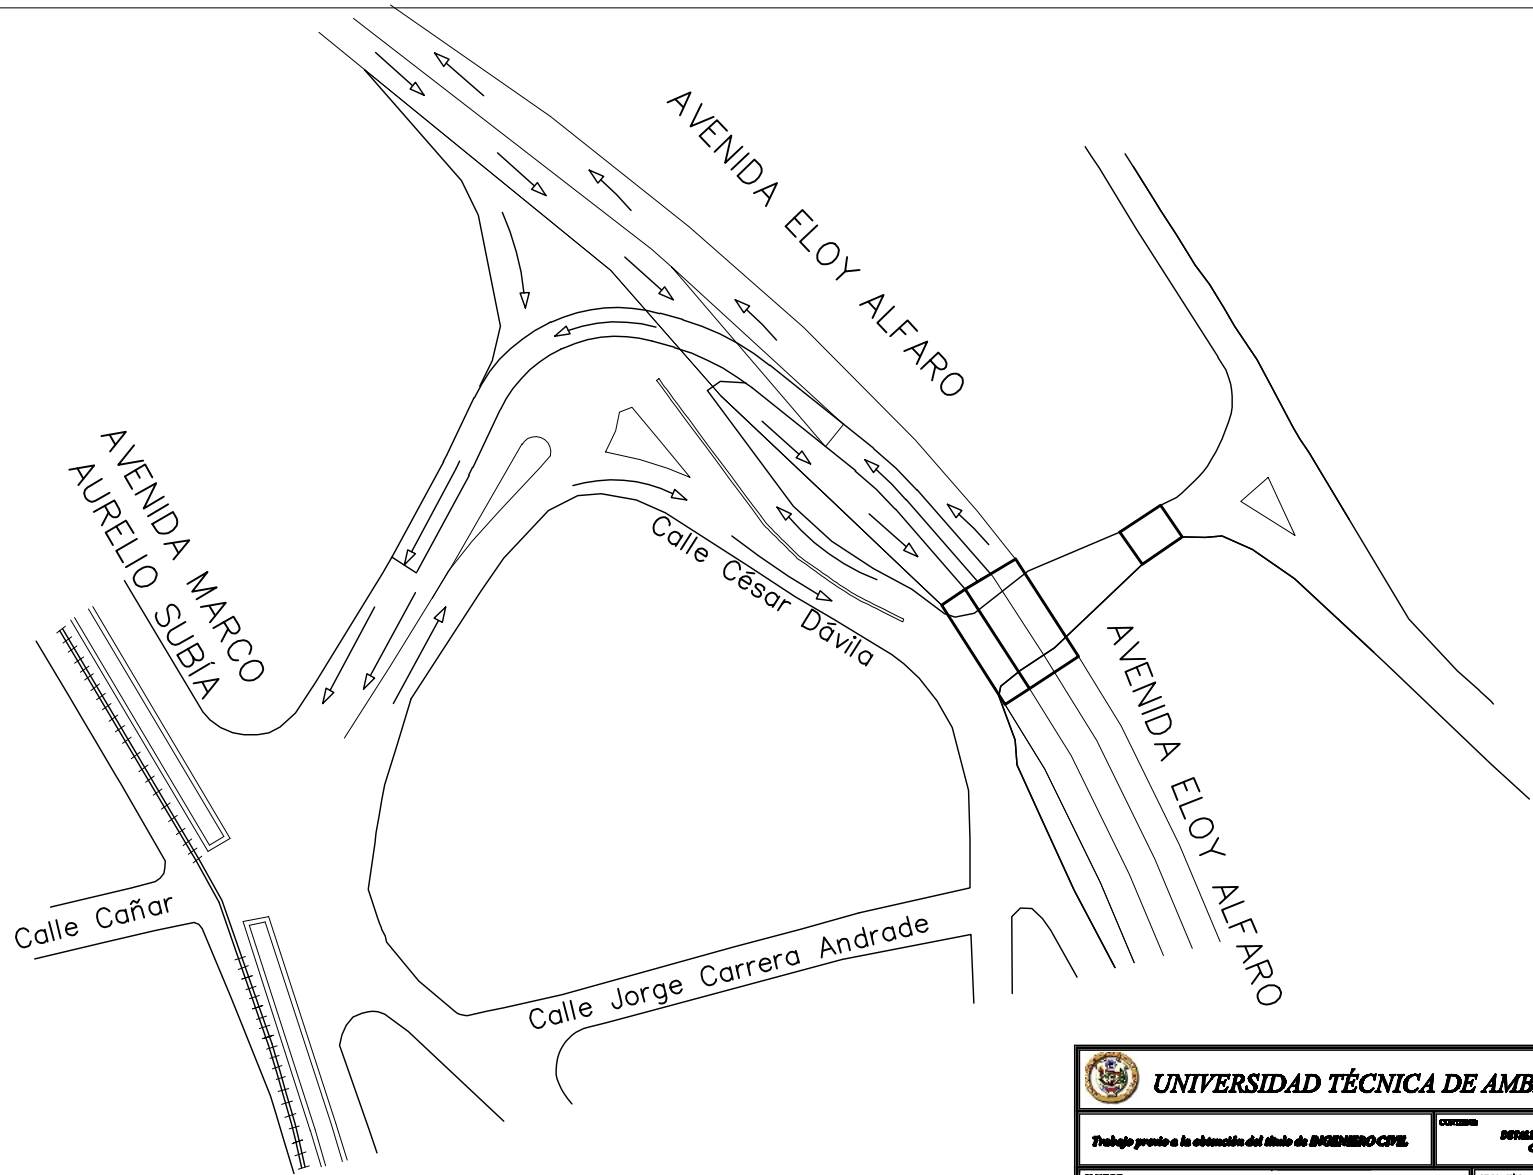 AVENIDA ELOY ALFARO
AVENIDA MARCO
AURELIO SUBÍA
Calle César Dávila
AVENIDA ELOY ALFARO
Calle Cañar
Calle Jorge Carrera Andrade
UNIVERSIDAD TÉCNICA DE AMB
Trabajo previo a la obtención del título de INGENIERO CIVIL